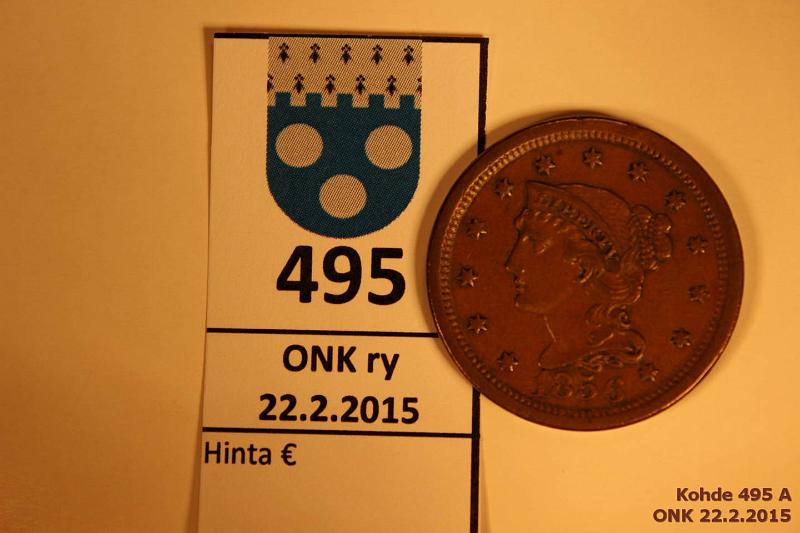 495
ONK ry
22.2.2015
Hinta €
LIBERTY
Kohde 495 A
ONK 22.2.2015